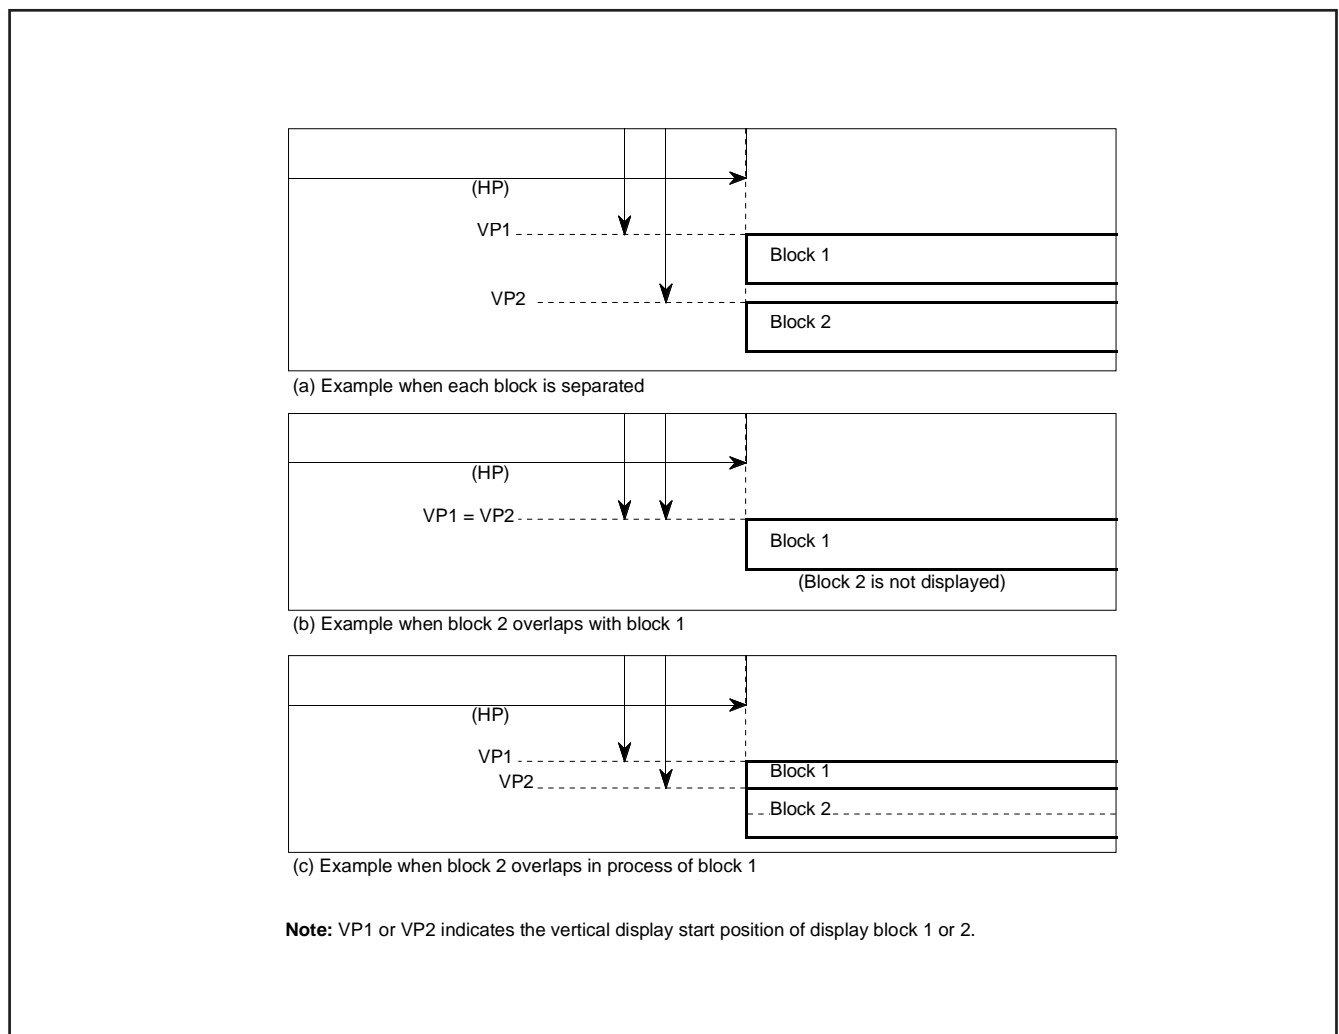 (HP)
VP1
Block 1
VP2
Block 2
(a) Example when each block is separated
(HP)
VP1 = VP2
Block 1
(Block 2 is not displayed)
(b) Example when block 2 overlaps with block 1
(HP)
VP1
Block 1
VP2
Block 2
(c) Example when block 2 overlaps in process of block 1
Note: VP1 or VP2 indicates the vertical display start position of display block 1 or 2.